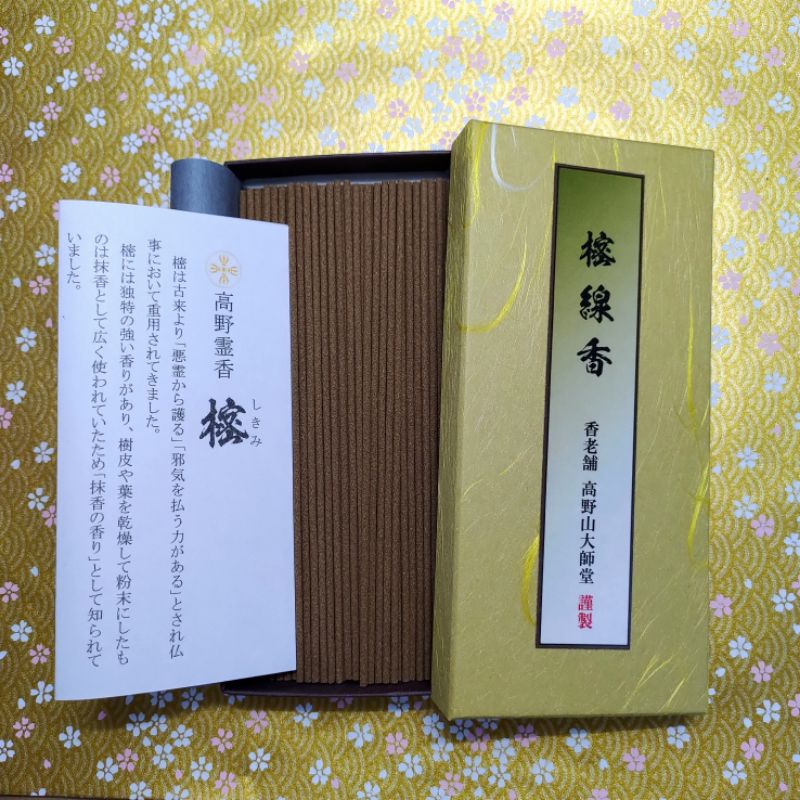 高野霊香
樒
しきみ
樒は古来より「悪霊から護る」「邪気を払う力がある」とされ仏
事において重用されてきました。
樒には独特の強い香りがあり、樹皮や葉を乾燥して粉末にしたも
のは抹香として広く使われていたため「抹香の香り」として知られて
いました。
樒線香
香老舗 高野山大師堂 謹製